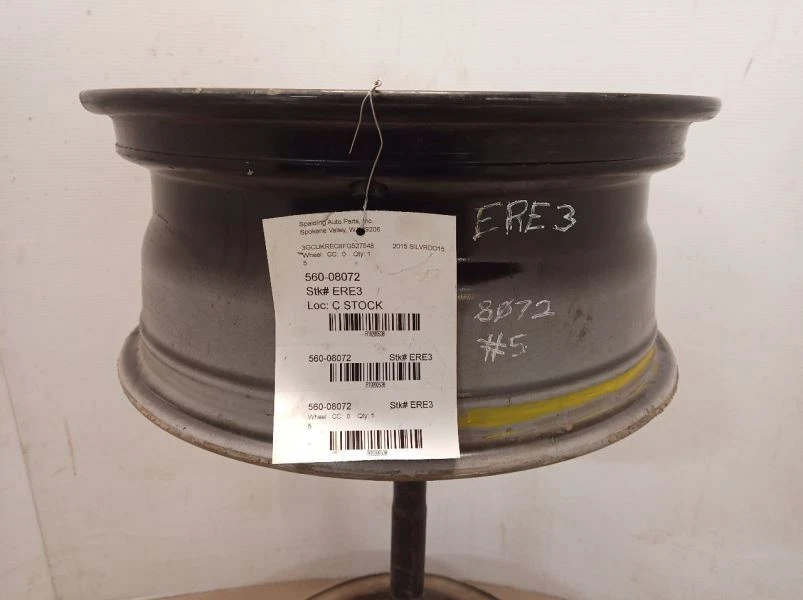 Spalding Auto Parts, Inc.
Spokane Valley, WA 99206
3GCUKREC8FG527548 2015 SILVRDO15
Wheel CC: 0 Qty: 1
5
560-08072
Stk# ERE3
Loc: C STOCK
560-08072 Stk# ERE3
560-08072 Stk# ERE3
Wheel CC: 0 Qty: 1
5
ERE3
8072
#5